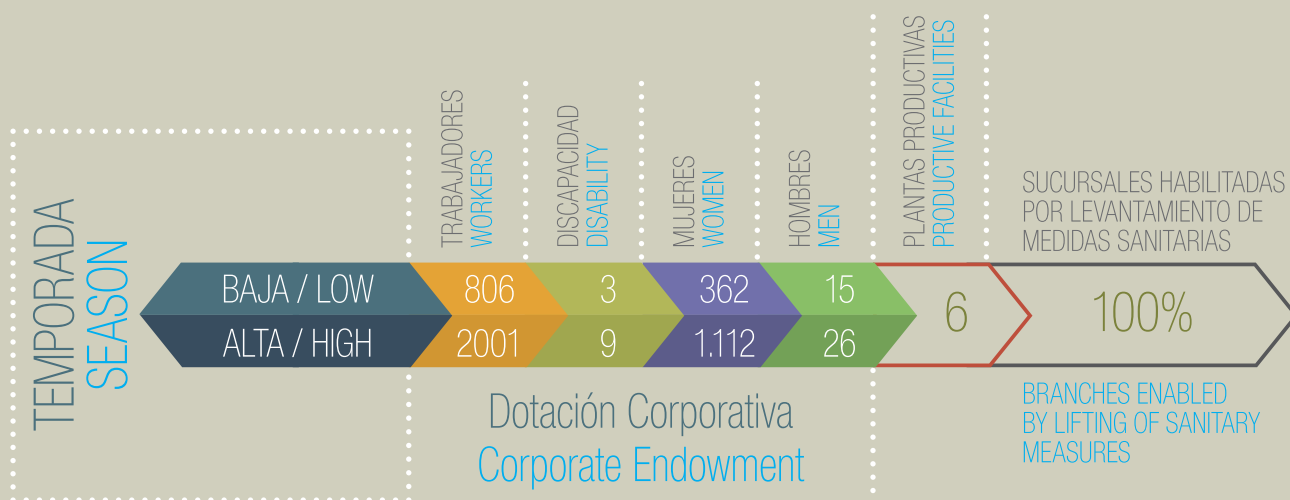 TEMPORADA
SEASON
TRABAJADORES
WORKERS
DISCAPACIDAD
DISABILITY
MUJERES
WOMEN
HOMBRES
MEN
PLANTAS PRODUCTIVAS
PRODUCTIVE FACILITIES
SUCURSALES HABILITADAS
POR LEVANTAMIENTO DE
MEDIDAS SANITARIAS
BAJA / LOW 806 3 362 15
ALTA / HIGH 2001 9 1.112 26
6
100%
Dotación Corporativa
Corporate Endowment
BRANCHES ENABLED
BY LIFTING OF SANITARY
MEASURES